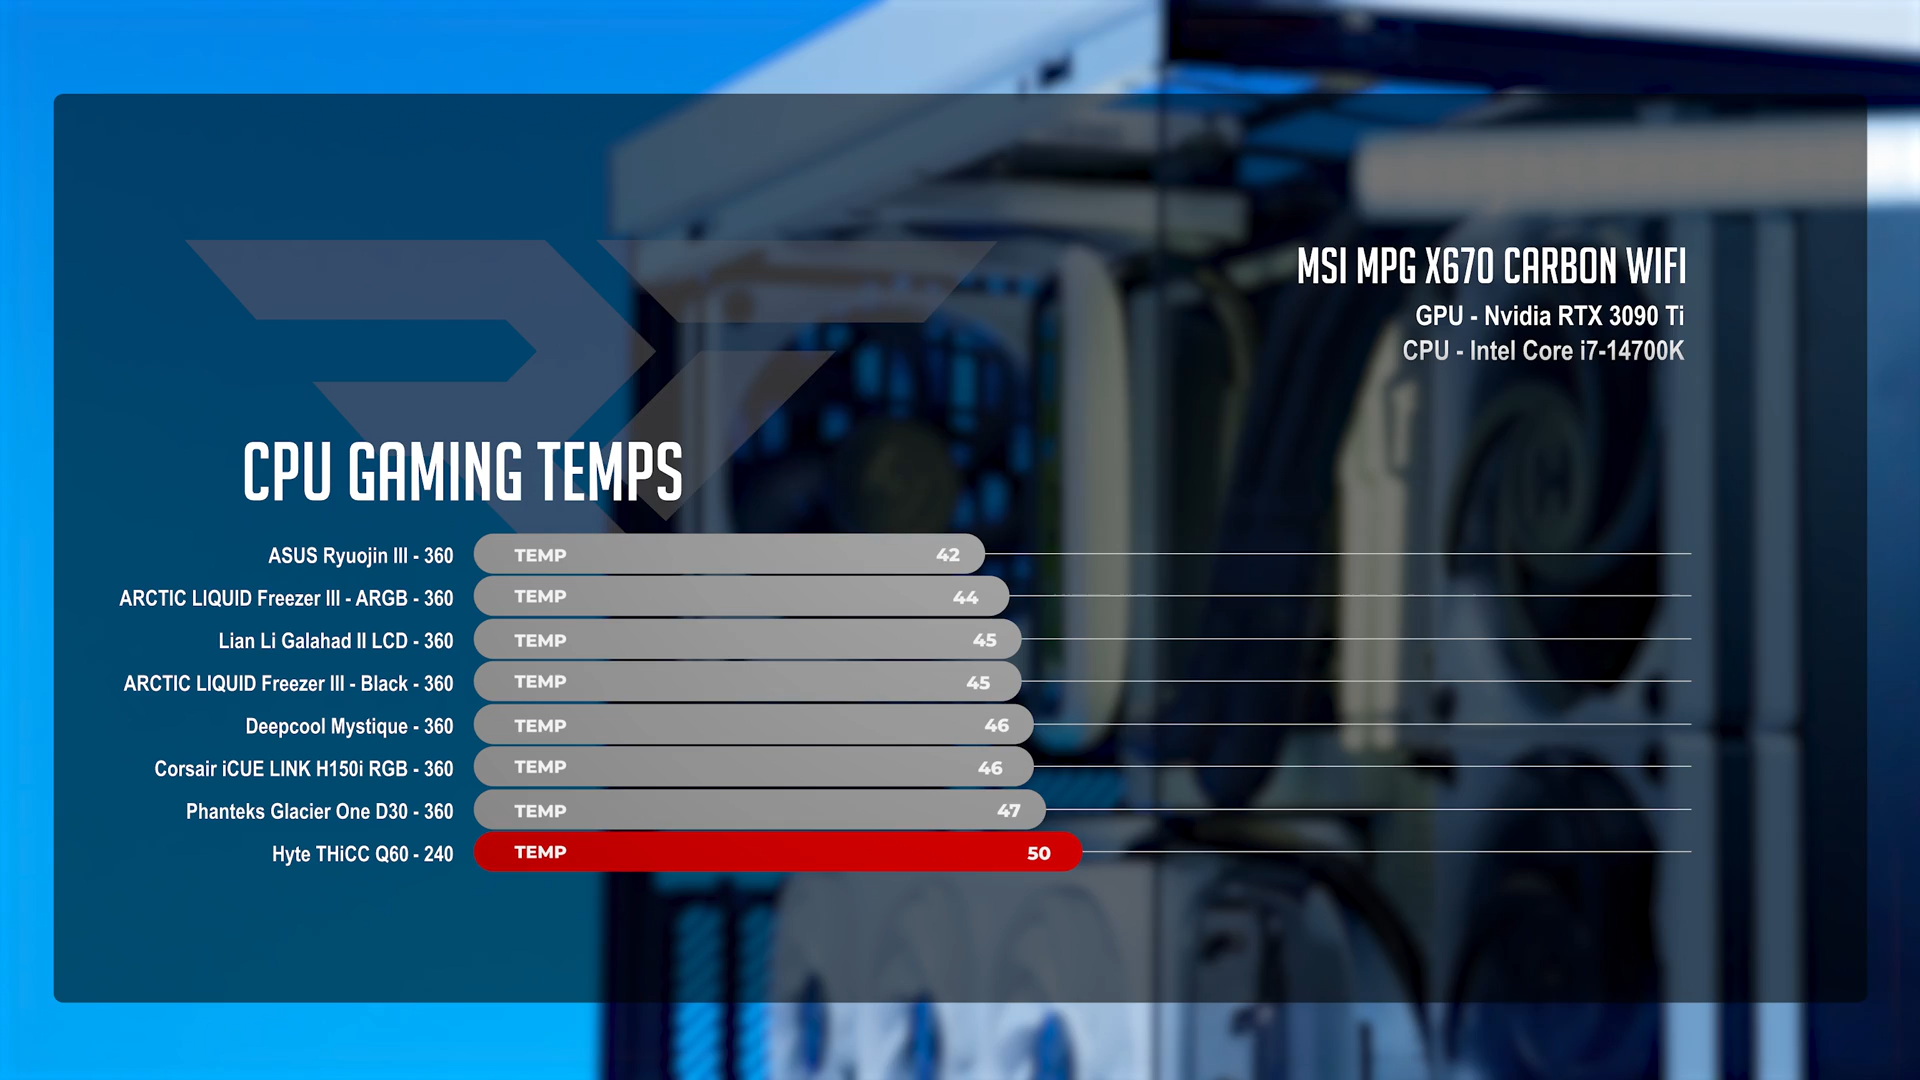 MSI MPG X670 CARBON WIFI
GPU - Nvidia RTX 3090 Ti
CPU - Intel Core i7-14700K
CPU GAMING TEMPS
ASUS Ryuojin III - 360 TEMP 42
ARCTIC LIQUID Freezer III - ARGB - 360 TEMP 44
Lian Li Galahad II LCD - 360 TEMP 45
ARCTIC LIQUID Freezer III - Black - 360 TEMP 45
Deepcool Mystique - 360 TEMP 46
Corsair iCUE LINK H150i RGB - 360 TEMP 46
Phanteks Glacier One D30 - 360 TEMP 47
Hyte THiCC Q60 - 240 TEMP 50